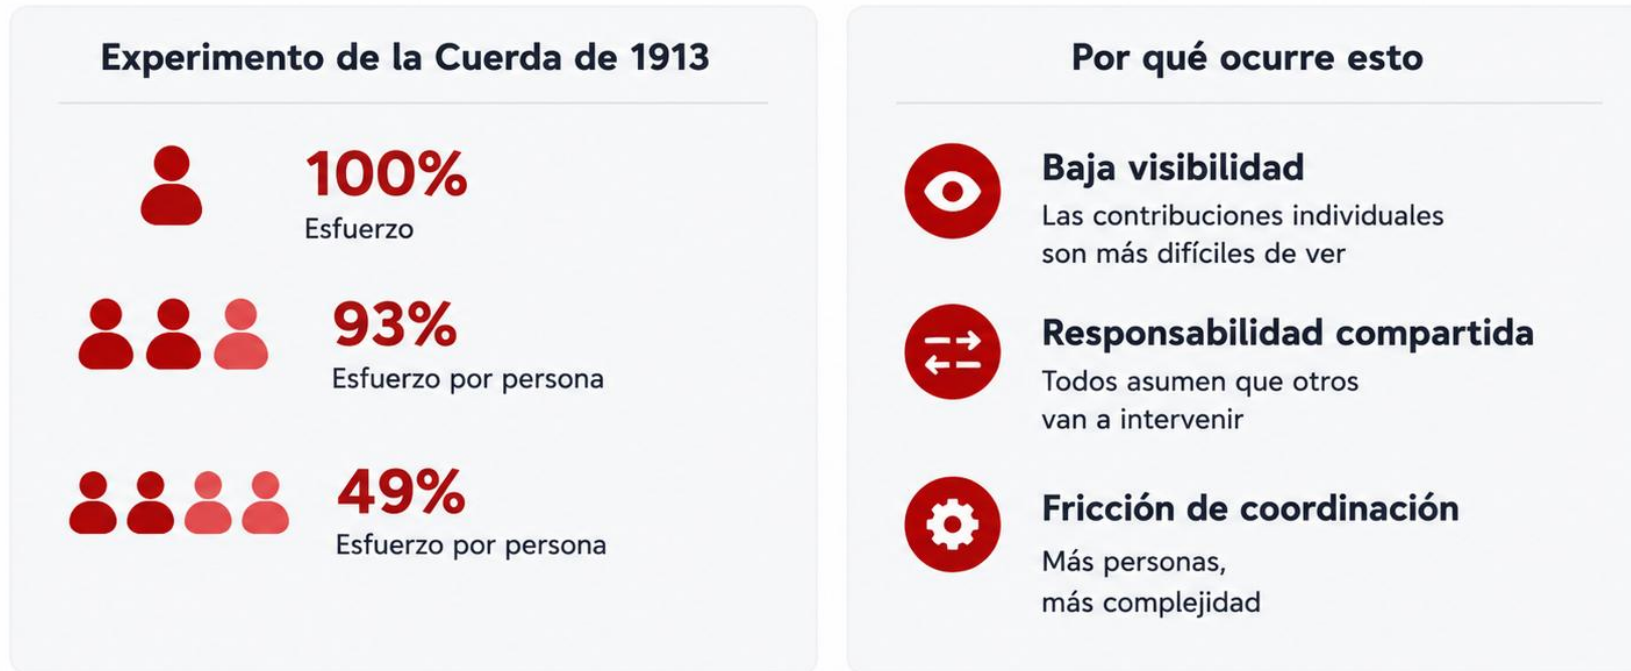 Experimento de la Cuerda de 1913
100%
Esfuerzo
93%
Esfuerzo por persona
49%
Esfuerzo por persona
Por qué ocurre esto
Baja visibilidad
Las contribuciones individuales
son más difíciles de ver
Responsabilidad compartida
Todos asumen que otros
van a intervenir
Fricción de coordinación
Más personas,
más complejidad